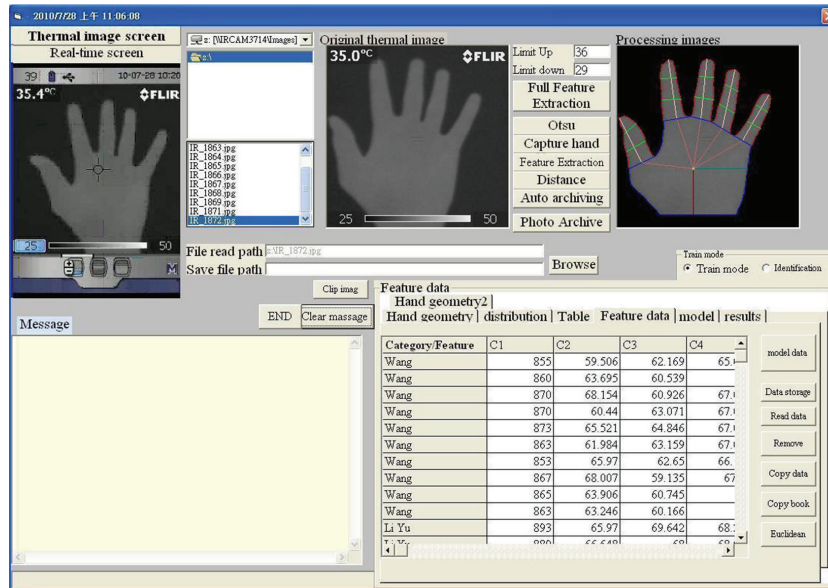 2010/7/28 上午 11:06:08
Thermal image screen
Real-time screen
39 10-07-28 10:20
35.4°C FLIR
25 50
M
z: [\\IRCAM3714\Images]
z:\
IR_1863.jpg
IR_1864.jpg
IR_1865.jpg
IR_1866.jpg
IR_1867.jpg
IR_1868.jpg
IR_1869.jpg
IR_1871.jpg
IR_1872.jpg
Original thermal image
35.0°C FLIR
25 50
Limit Up 36
Limit down 29
Full Feature Extraction
Otsu
Capture hand
Feature Extraction
Distance
Auto archiving
Photo Archive
Processing images
File read path z:\IR_1872.jpg
Save file path
Browse
Train mode
Train mode Identification
Clip imag
END Clear massage
Message
Feature data
Hand geometry2
Hand geometry distribution Table Feature data model results
Category/Feature C1 C2 C3 C4
Wang 855 59.506 62.169 65.
Wang 860 63.695 60.539
Wang 870 68.154 60.926 67.
Wang 870 60.44 63.071 67.
Wang 873 65.521 64.846 67.
Wang 863 61.984 63.159 67.
Wang 853 65.97 62.65 66.
Wang 867 68.007 59.135 67
Wang 865 63.906 60.745
Wang 863 63.246 60.166
Li Yu 893 65.97 69.642 68.
model data
Data storage
Read data
Remove
Copy data
Copy book
Euclidean